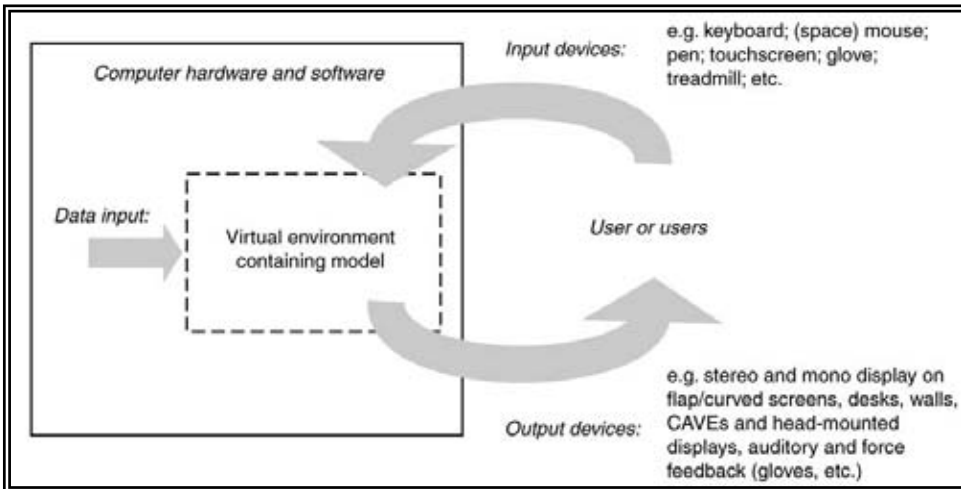 Computer hardware and software
Input devices:
e.g. keyboard; (space) mouse;
pen; touchscreen; glove;
treadmill; etc.
Data input:
Virtual environment
containing model
User or users
Output devices:
e.g. stereo and mono display on
flap/curved screens, desks, walls,
CAVEs and head-mounted
displays, auditory and force
feedback (gloves, etc.)